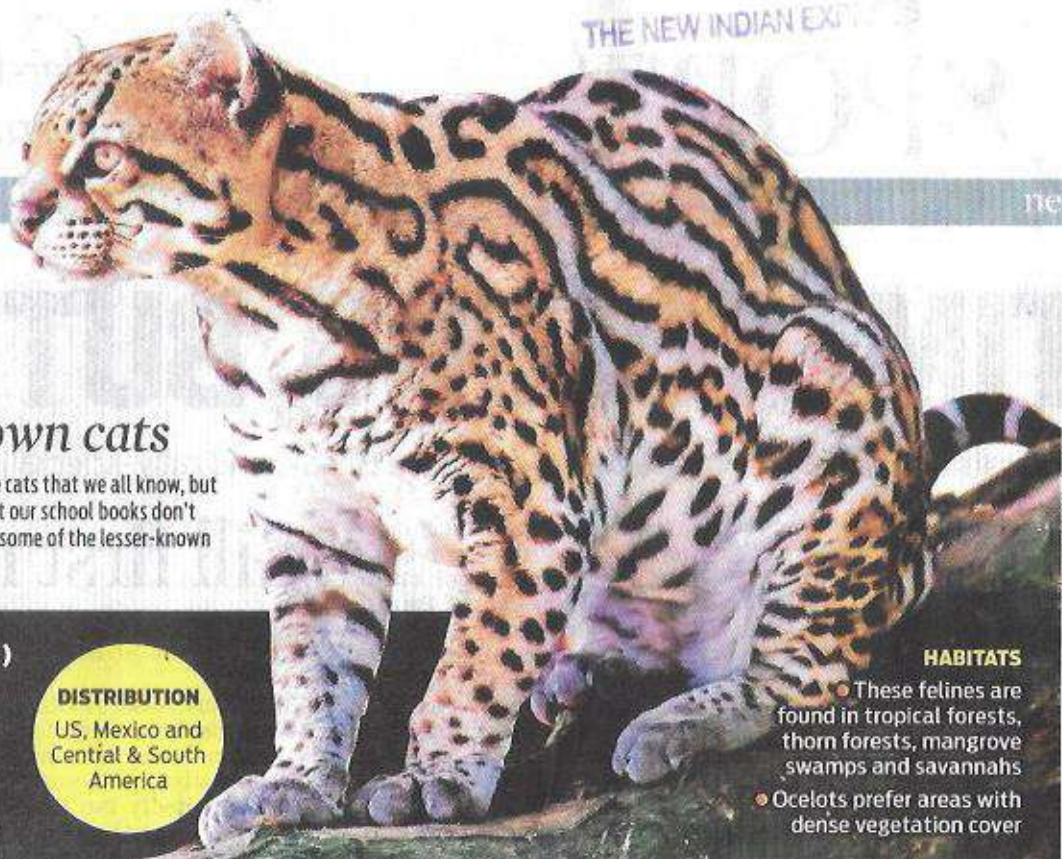 THE NEW INDIAN
own cats
cats that we all know, but
our school books don't
some of the lesser-known
)
DISTRIBUTION
US, Mexico and
Central & South
America
HABITATS
• These felines are
found in tropical forests,
thorn forests, mangrove
swamps and savannahs
• Ocelots prefer areas with
dense vegetation cover